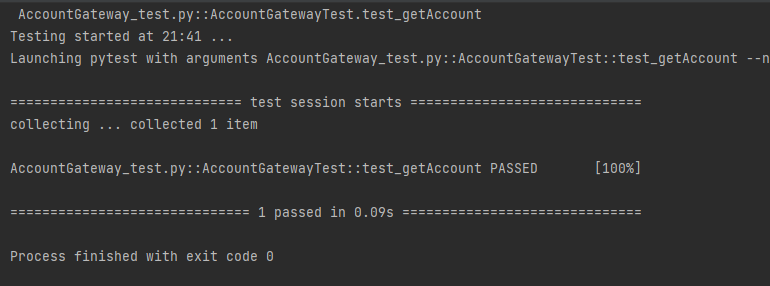 AccountGateway_test.py::AccountGatewayTest.test_getAccount
Testing started at 21:41 ...
Launching pytest with arguments AccountGateway_test.py::AccountGatewayTest::test_getAccount --n
============================= test session starts =============================
collecting ... collected 1 item
AccountGateway_test.py::AccountGatewayTest::test_getAccount PASSED       [100%]
============================== 1 passed in 0.09s ==============================
Process finished with exit code 0